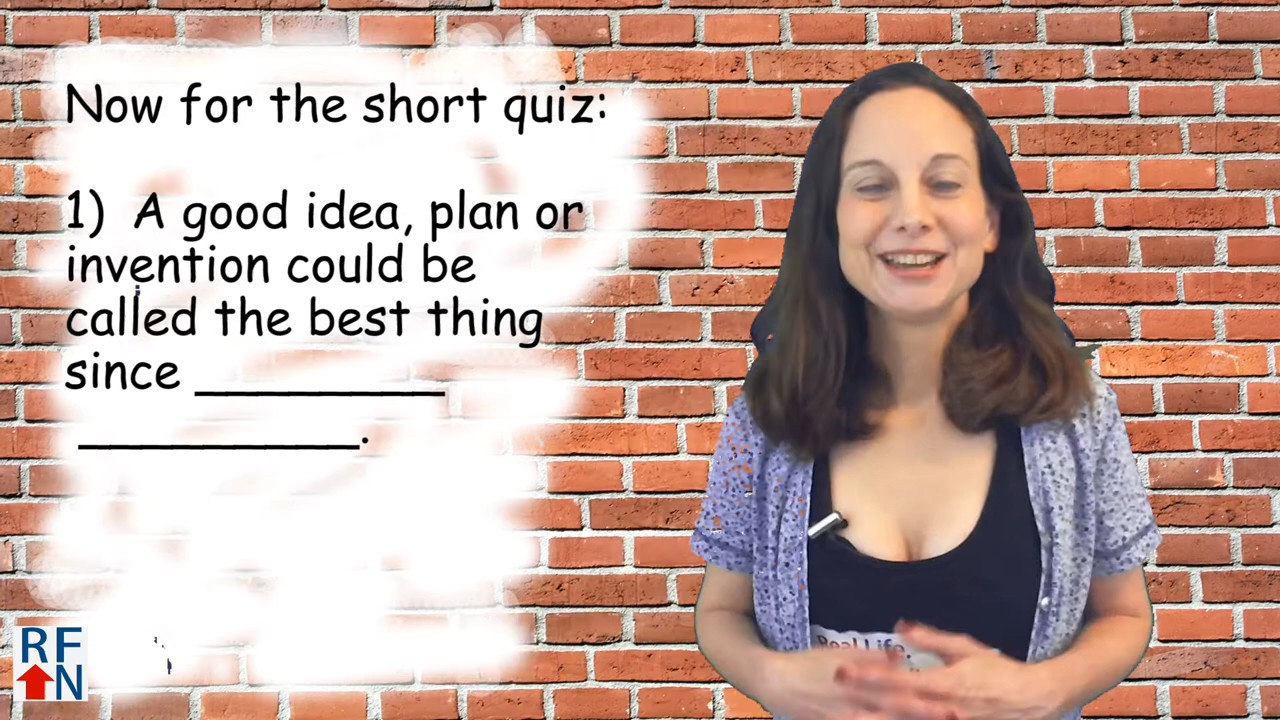 Now for the short quiz:
1) A good idea, plan or
invention could be
called the best thing
since _________
__________.
Real Life
RF
N